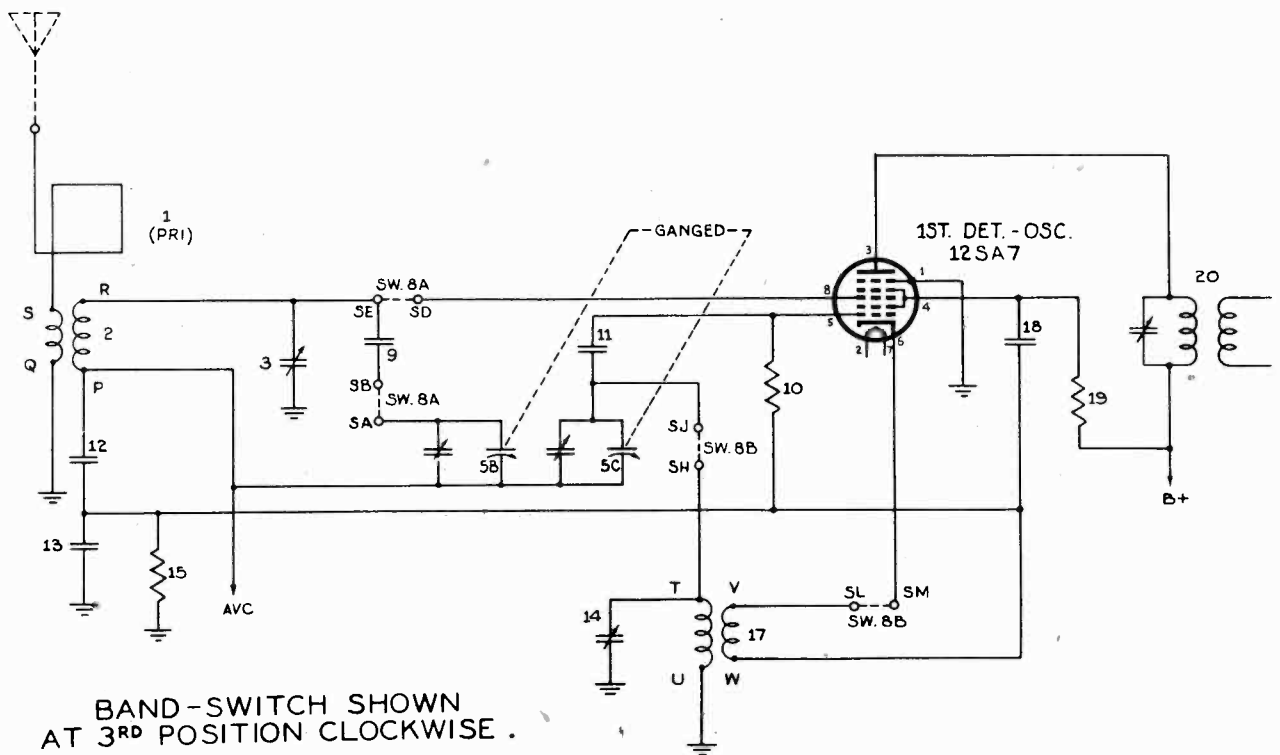 1
(PRI)
S
R
2
Q
P
3
SW. 8A
SE
SD
9
SB
SW. 8A
SA
12
13
15
AVC
GANGED
11
5B
5C
SJ
SW. 8B
SH
10
1ST. DET. - OSC.
12SA7
3
1
8
4
5
6
2
7
18
19
20
B+
T
V
14
17
U
W
SL
SM
SW. 8B
BAND-SWITCH SHOWN
AT 3RD POSITION CLOCKWISE.